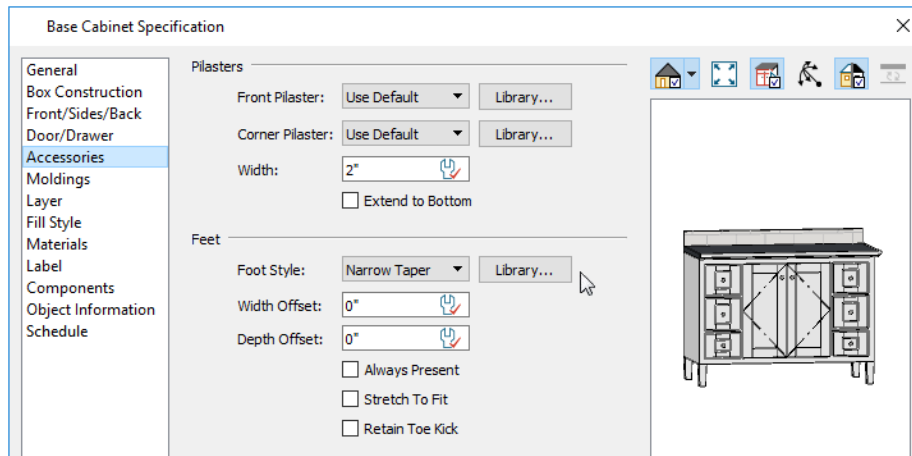 Base Cabinet Specification
General
Box Construction
Front/Sides/Back
Door/Drawer
Accessories
Moldings
Layer
Fill Style
Materials
Label
Components
Object Information
Schedule
Pilasters
Front Pilaster: Use Default Library...
Corner Pilaster: Use Default Library...
Width: 2"
Extend to Bottom
Feet
Foot Style: Narrow Taper Library...
Width Offset: 0"
Depth Offset: 0"
Always Present
Stretch To Fit
Retain Toe Kick